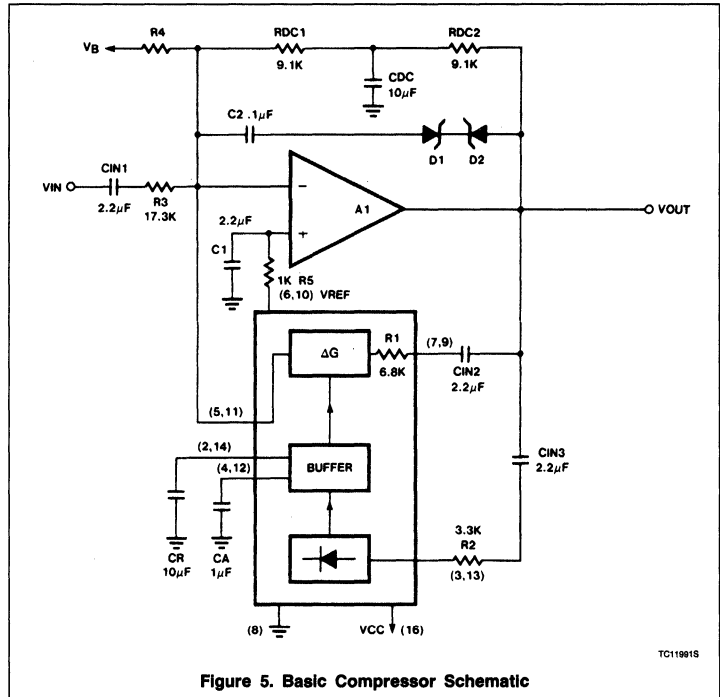 R4
RDC1
RDC2
VB
9.1K
9.1K
CDC
10μF
C2 .1μF
D1
D2
CIN1
VIN
2.2μF
R3
17.3K
−
A1
+
VOUT
2.2μF
C1
1K R5
(6,10) VREF
ΔG
R1
6.8K
(7,9)
CIN2
2.2μF
(5,11)
(2,14)
(4,12)
BUFFER
CIN3
2.2μF
CR
10μF
CA
1μF
3.3K
R2
(3,13)
(8)
VCC
(16)
TC11991S
Figure 5. Basic Compressor Schematic